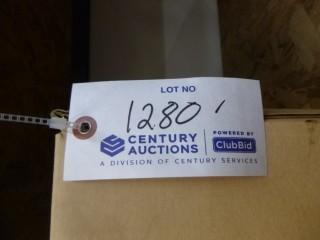 LOT NO
1280
CENTURY
AUCTIONS
POWERED BY
ClubBid
A DIVISION OF CENTURY SERVICES